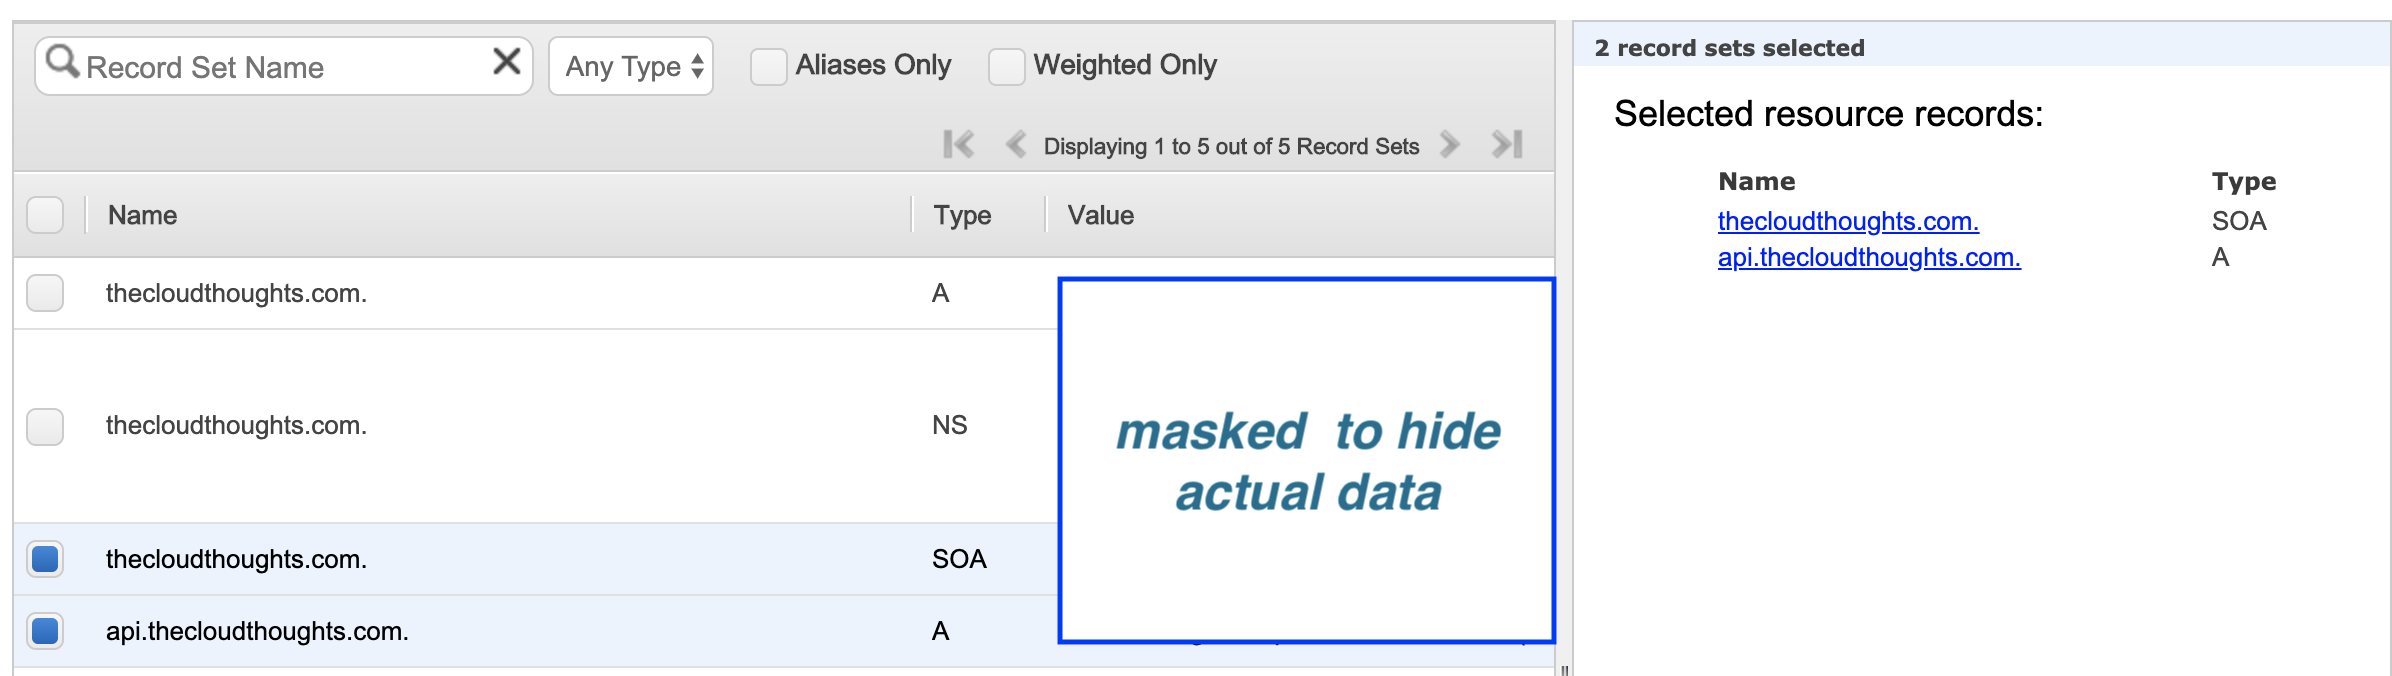 Record Set Name
Any Type
Aliases Only
Weighted Only
Displaying 1 to 5 out of 5 Record Sets
Name Type Value
thecloudthoughts.com. A
thecloudthoughts.com. NS
thecloudthoughts.com. SOA
api.thecloudthoughts.com. A
masked to hide
actual data
2 record sets selected
Selected resource records:
Name Type
thecloudthoughts.com. SOA
api.thecloudthoughts.com. A